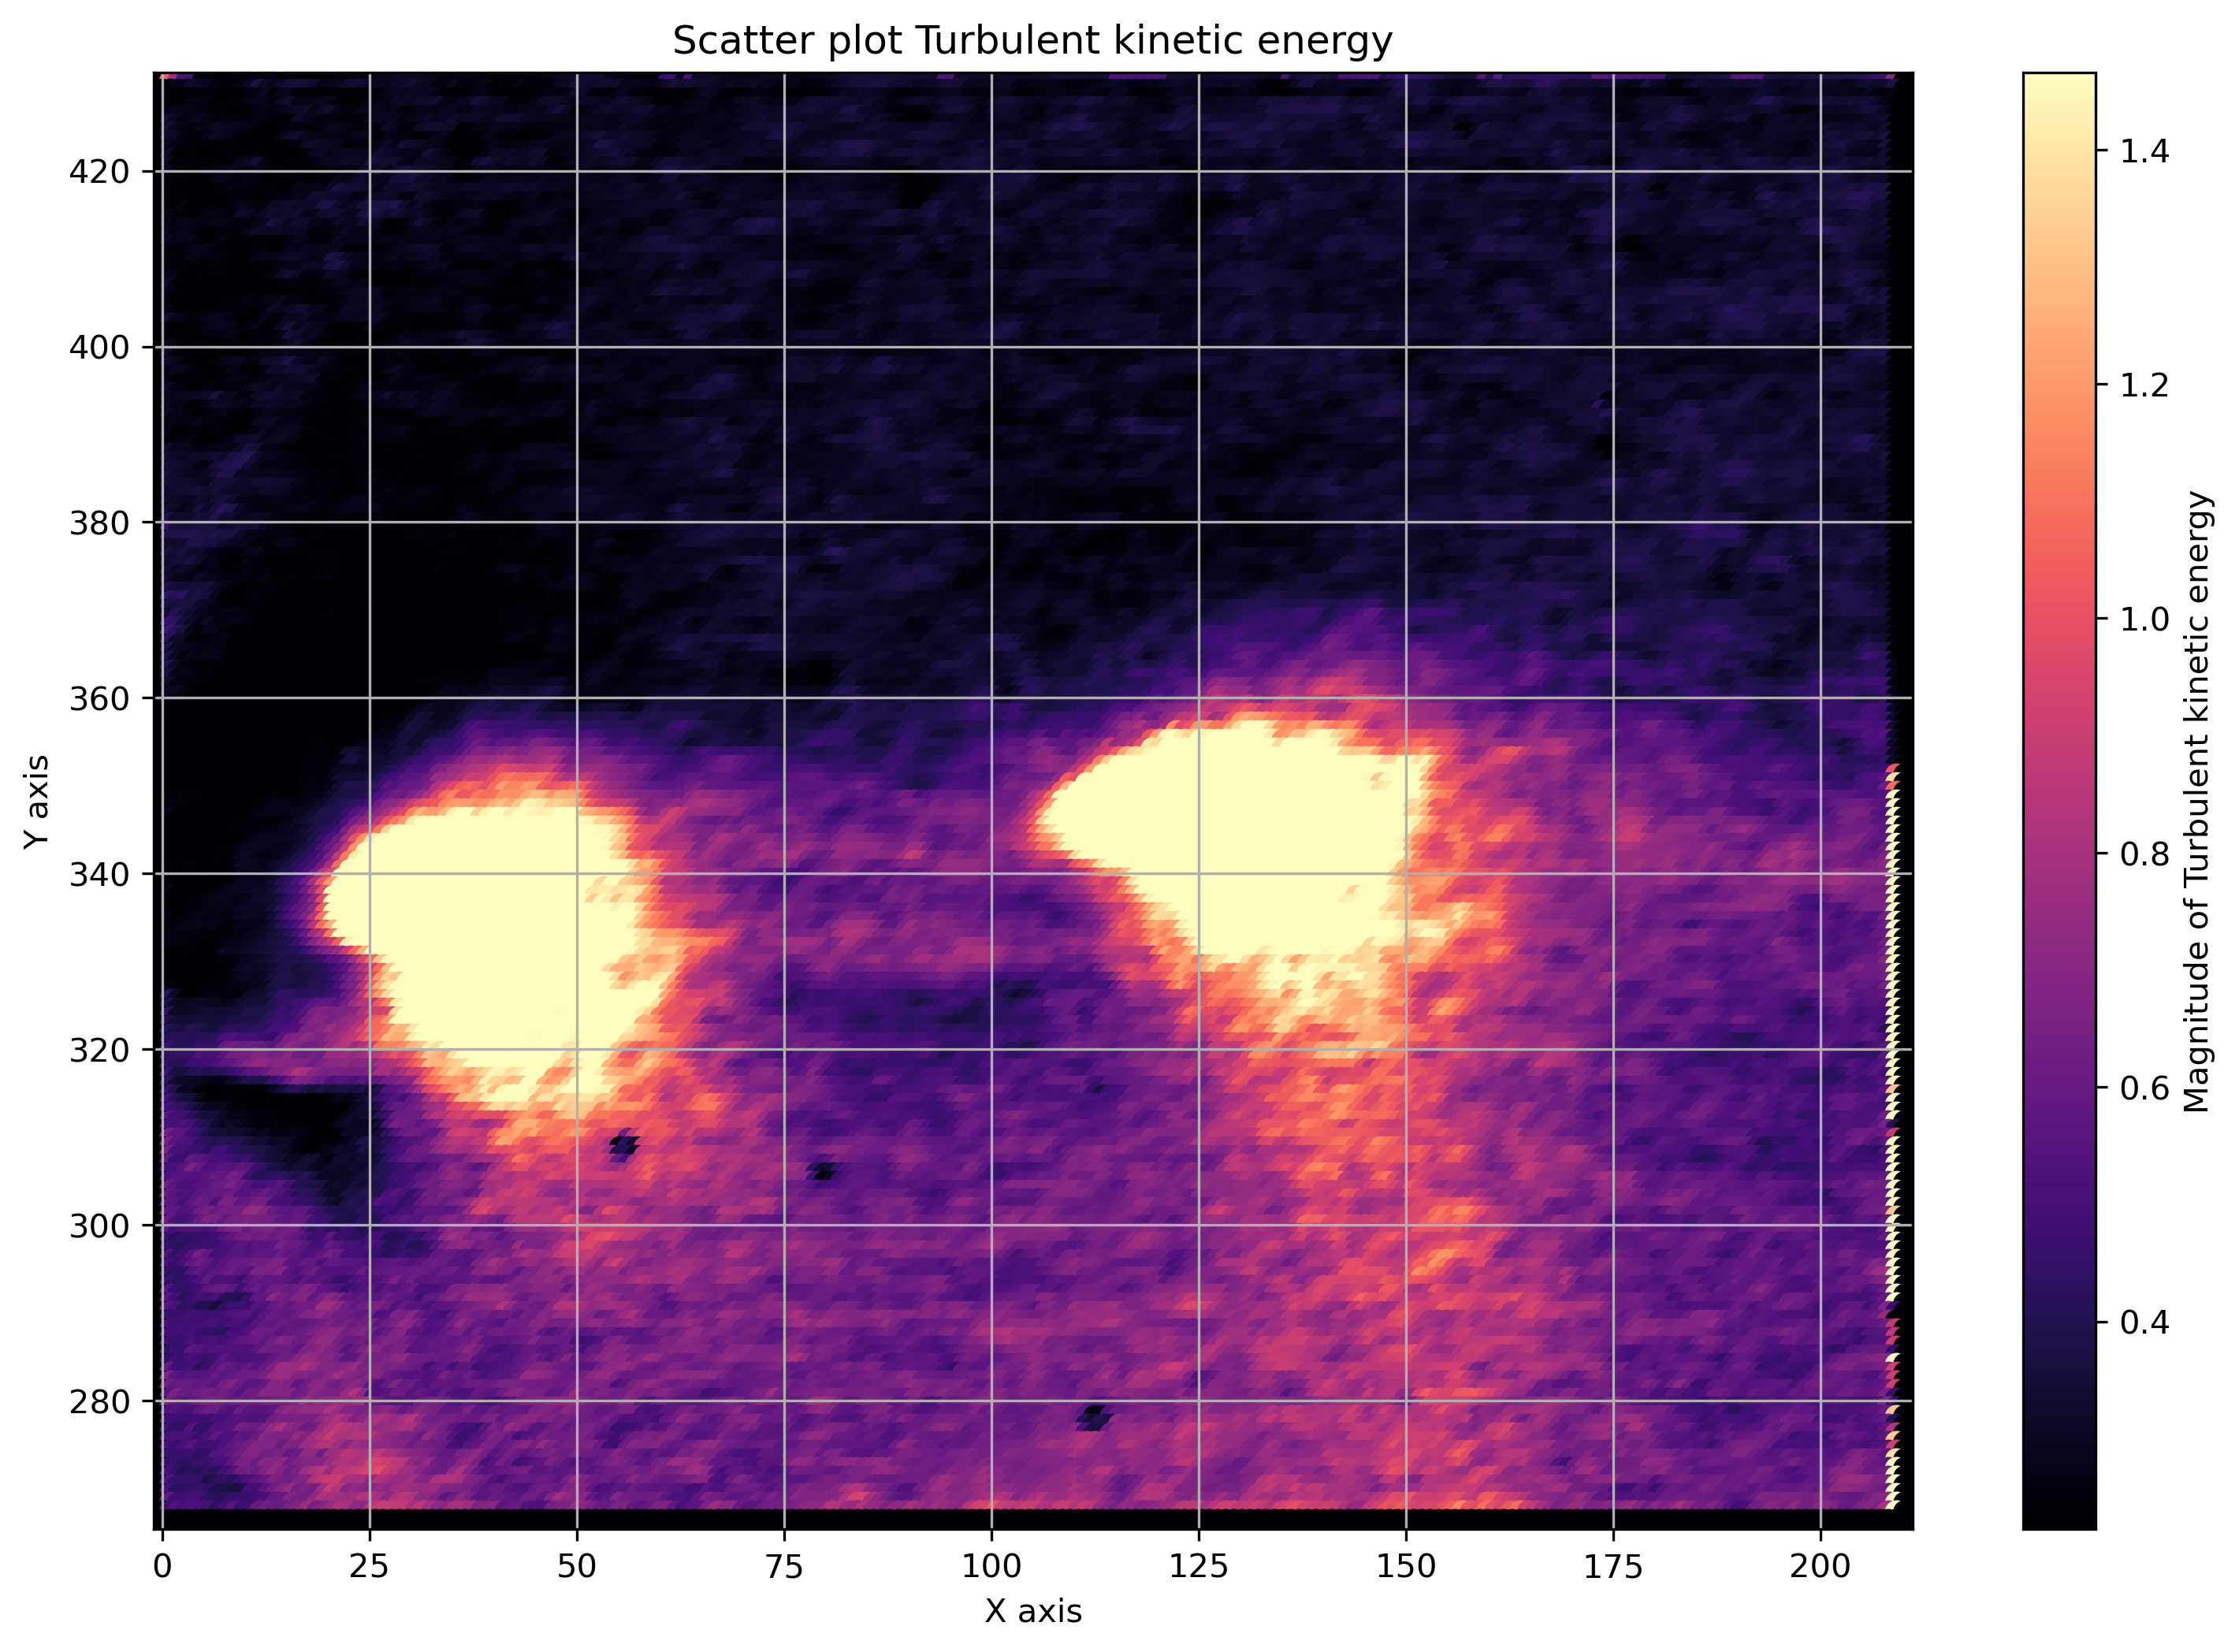 Scatter plot Turbulent kinetic energy
420
400
380
360
340
320
300
280
Y axis
0 25 50 75 100 125 150 175 200
X axis
1.4
1.2
1.0
0.8
0.6
0.4
Magnitude of Turbulent kinetic energy